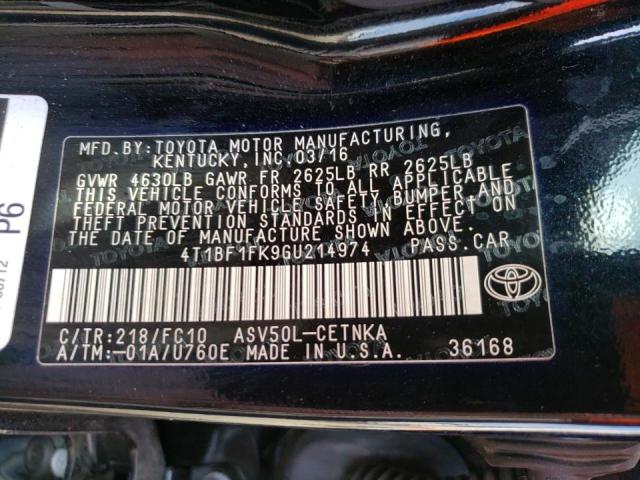 MFD. BY: TOYOTA MOTOR MANUFACTURING,
KENTUCKY, INC. 03/16
GVWR 4630LB GAWR FR 2625LB RR 2625LB
THIS VEHICLE CONFORMS TO ALL APPLICABLE
FEDERAL MOTOR VEHICLE SAFETY, BUMPER AND
THEFT PREVENTION STANDARDS IN EFFECT ON
THE DATE OF MANUFACTURE SHOWN ABOVE.
4T1BF1FK9GU214974 PASS. CAR
C/TR: 218/FC10 ASV50L-CETNKA
A/TM: -01A/U760E MADE IN U.S.A. 36168
P6